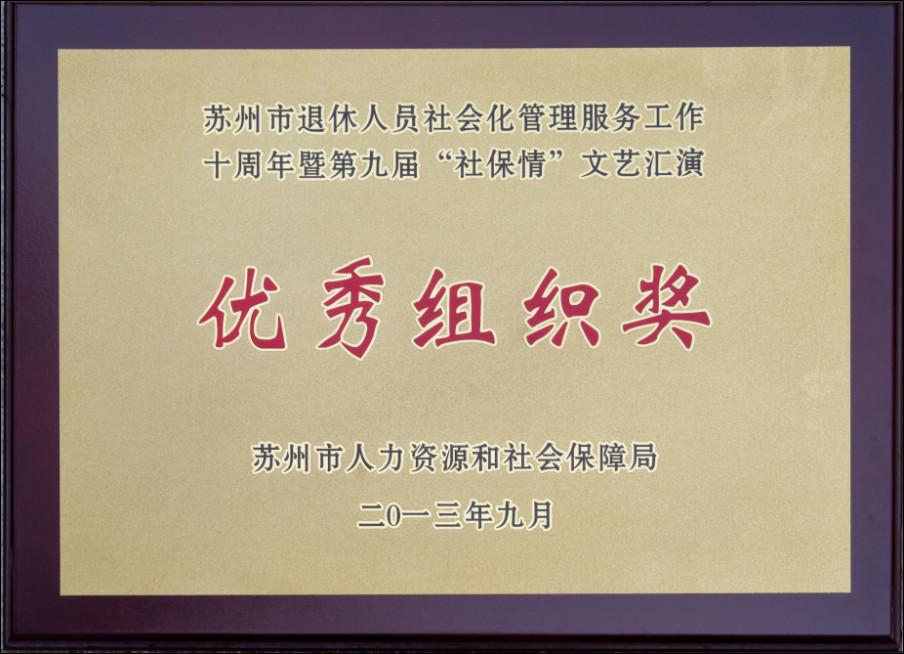 苏州市退休人员社会化管理服务工作
十周年暨第九届“社保情”文艺汇演
优秀组织奖
苏州市人力资源和社会保障局
二0一三年九月